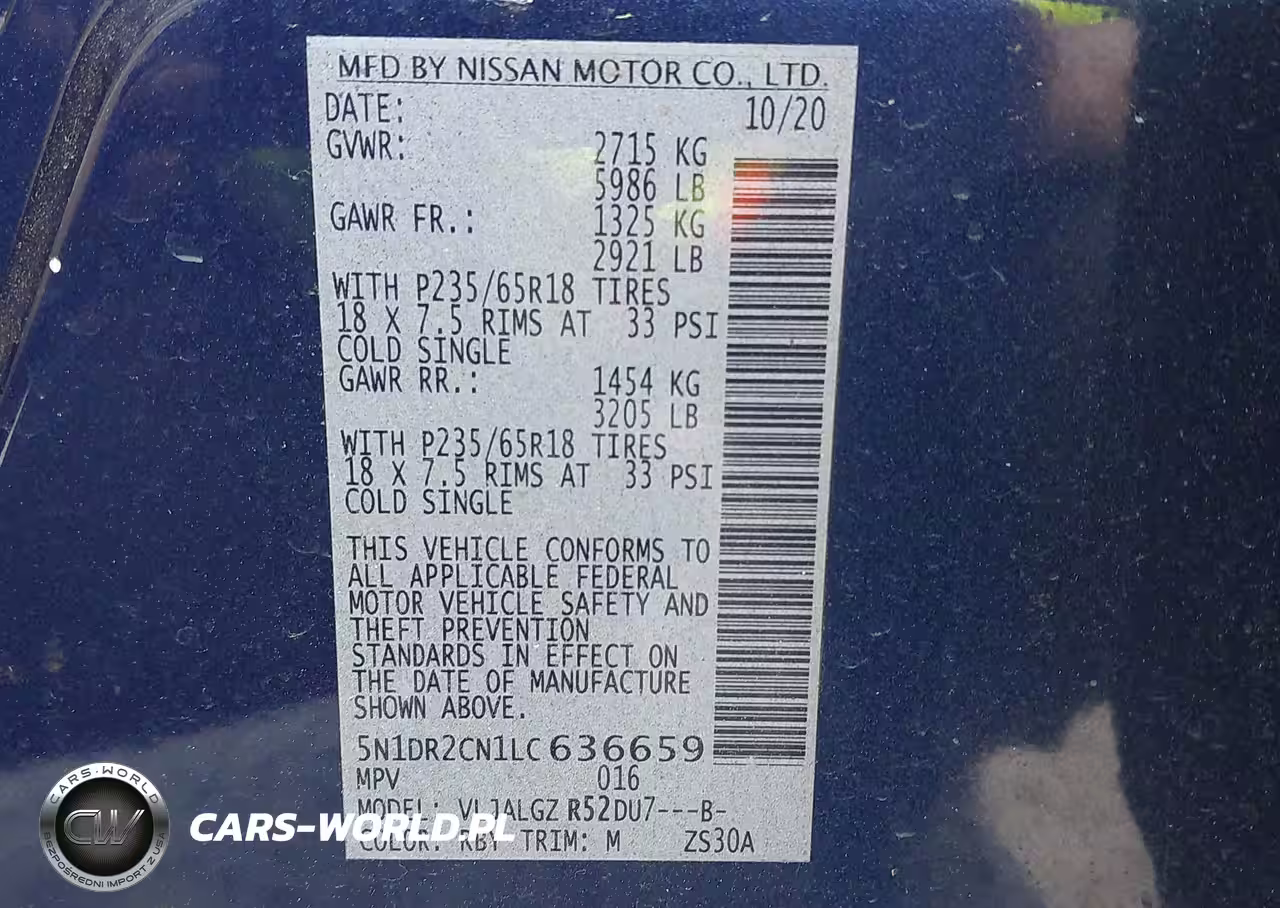 MFD BY NISSAN MOTOR CO., LTD.
DATE: 10/20
GVWR: 2715 KG
5986 LB
GAWR FR.: 1325 KG
2921 LB
WITH P235/65R18 TIRES
18 X 7.5 RIMS AT 33 PSI
COLD SINGLE
GAWR RR.: 1454 KG
3205 LB
WITH P235/65R18 TIRES
18 X 7.5 RIMS AT 33 PSI
COLD SINGLE
THIS VEHICLE CONFORMS TO
ALL APPLICABLE FEDERAL
MOTOR VEHICLE SAFETY AND
THEFT PREVENTION
STANDARDS IN EFFECT ON
THE DATE OF MANUFACTURE
SHOWN ABOVE.
5N1DR2CN1LC636659
MPV 016
MODEL: R52DU7---B-
COLOR: RBY TRIM: M ZS30A
CARS-WORLD
CW
BEZPOŚREDNI IMPORT Z USA
CARS-WORLD.PL